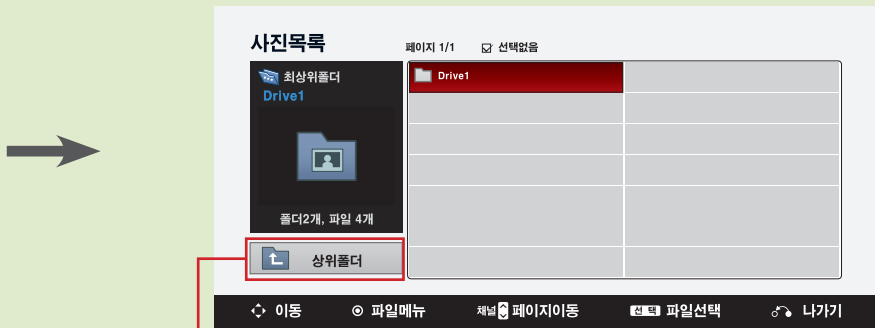 사진목록
페이지 1/1 선택없음
최상위폴더
Drive1
Drive1
폴더2개, 파일 4개
상위폴더
이동 파일메뉴 채널 페이지이동 선택 파일선택 나가기